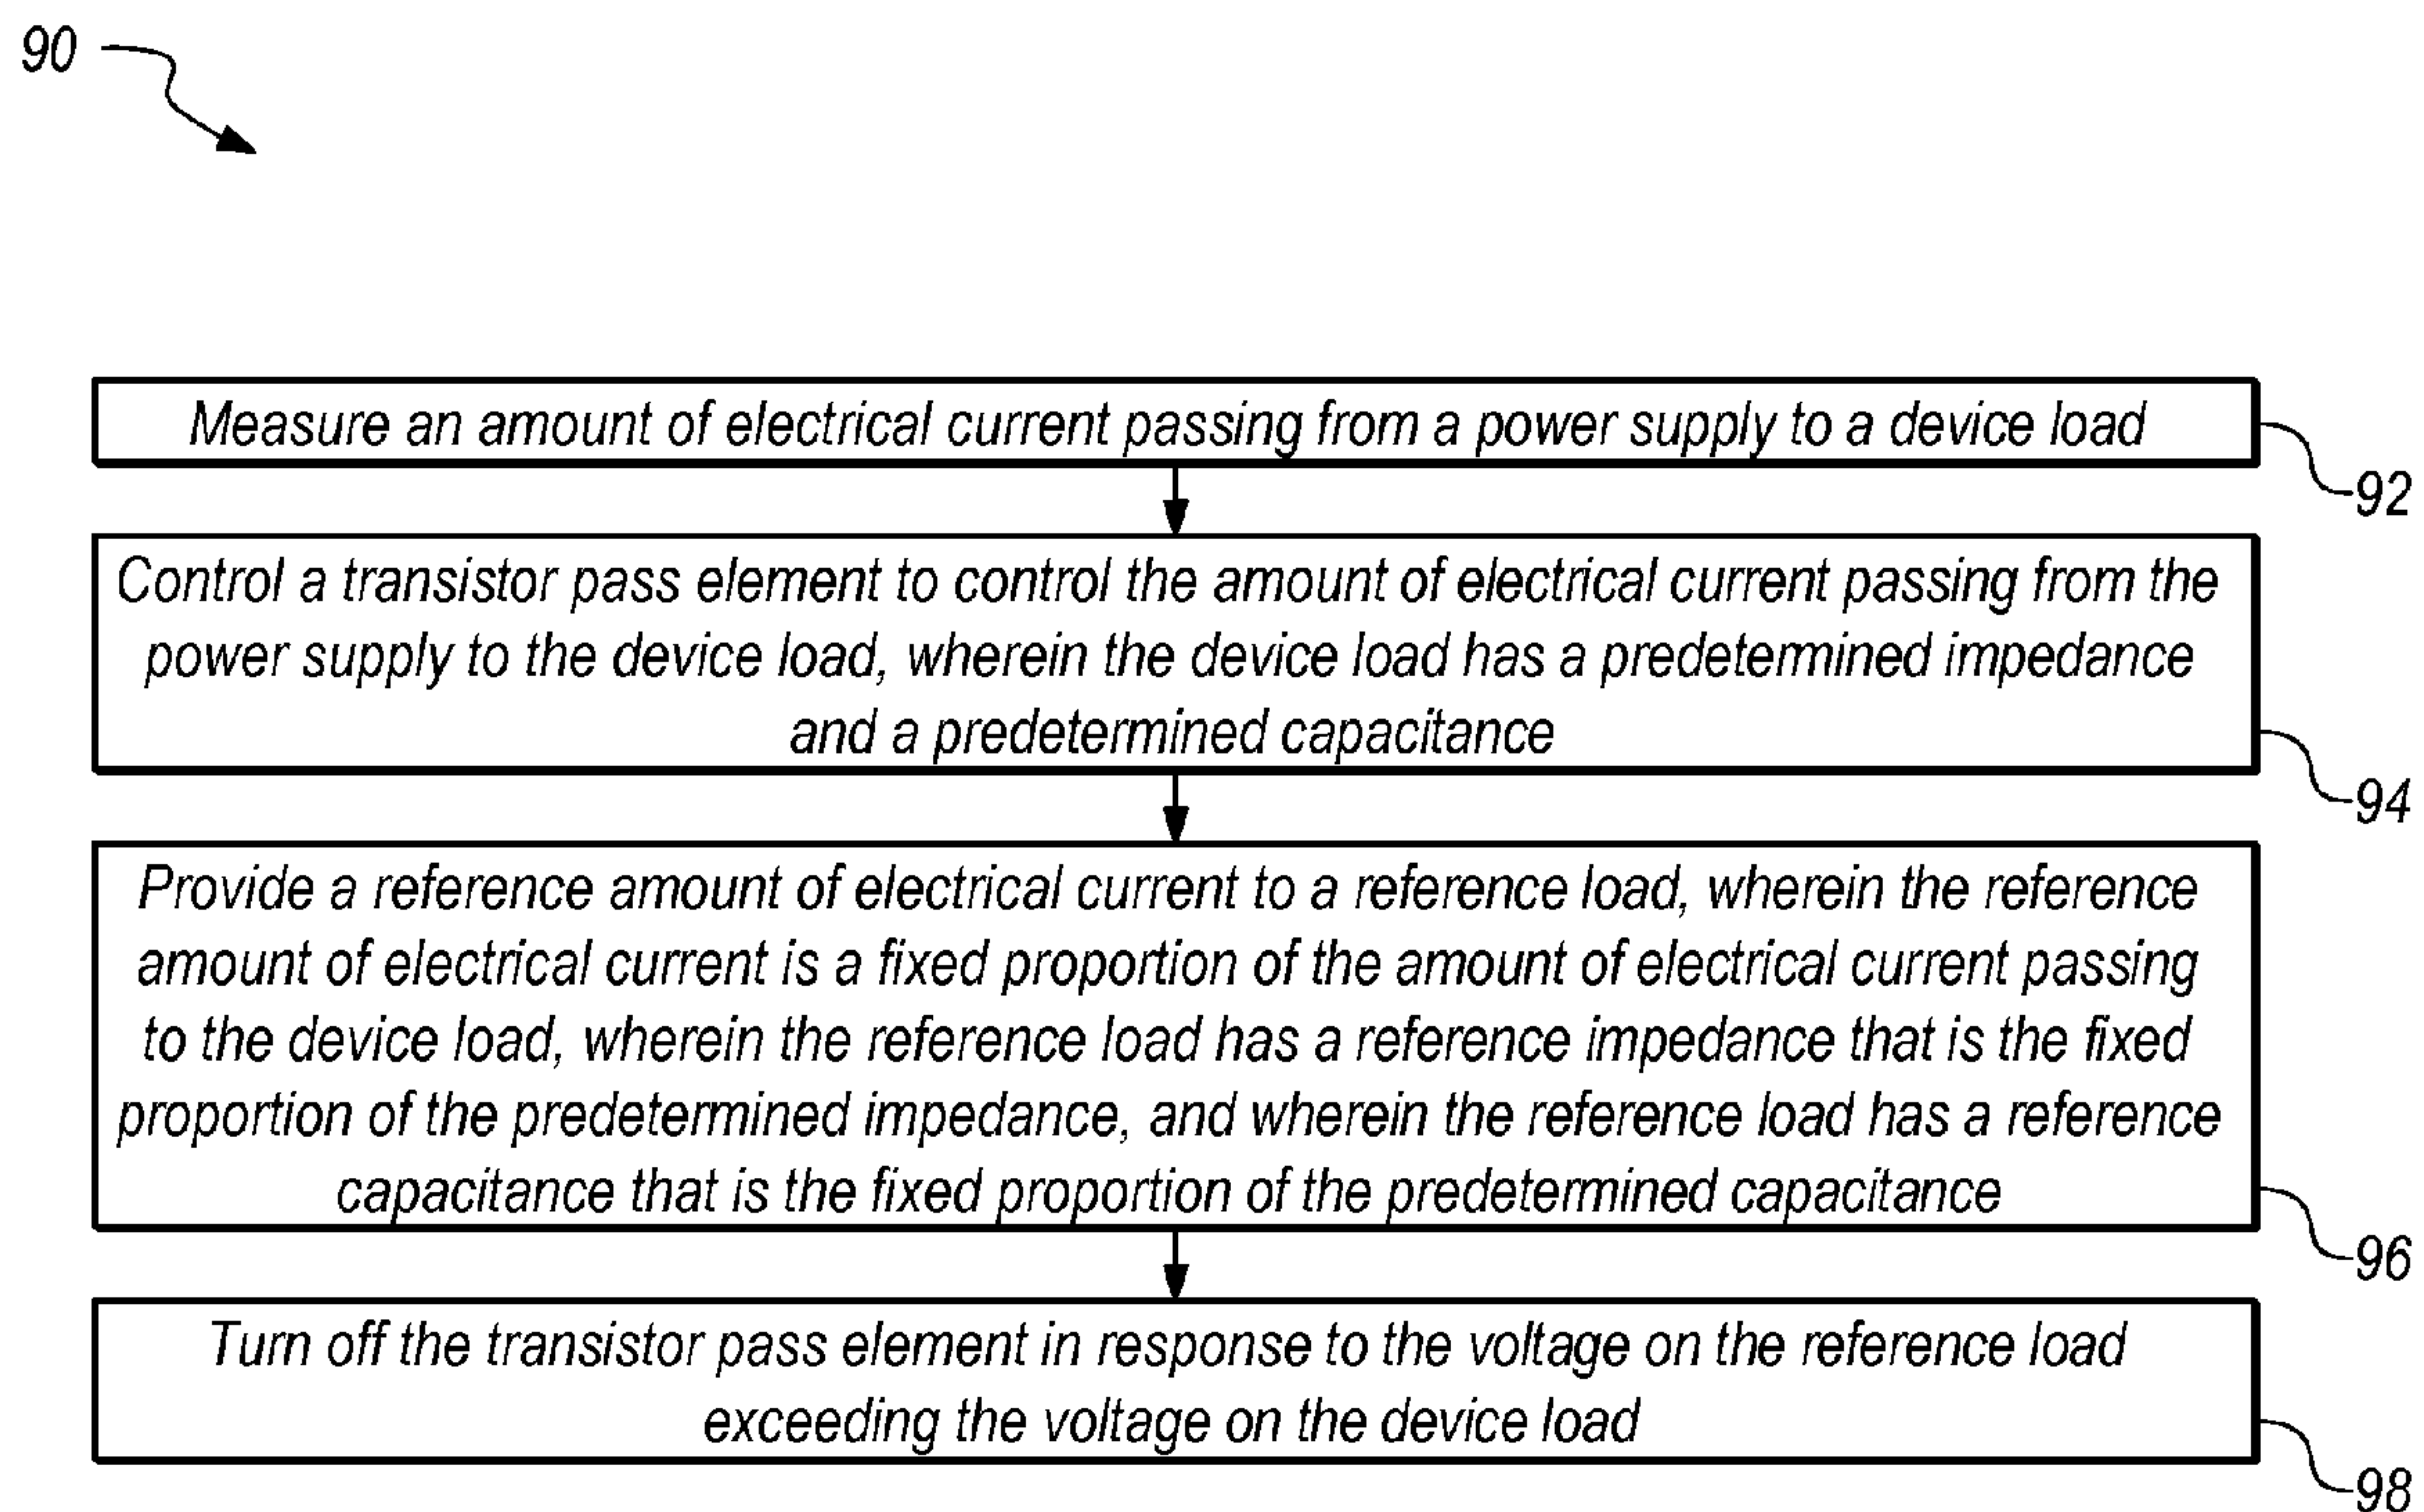 90
Measure an amount of electrical current passing from a power supply to a device load
92
Control a transistor pass element to control the amount of electrical current passing from the
power supply to the device load, wherein the device load has a predetermined impedance
and a predetermined capacitance
94
Provide a reference amount of electrical current to a reference load, wherein the reference
amount of electrical current is a fixed proportion of the amount of electrical current passing
to the device load, wherein the reference load has a reference impedance that is the fixed
proportion of the predetermined impedance, and wherein the reference load has a reference
capacitance that is the fixed proportion of the predetermined capacitance
96
Turn off the transistor pass element in response to the voltage on the reference load
exceeding the voltage on the device load
98